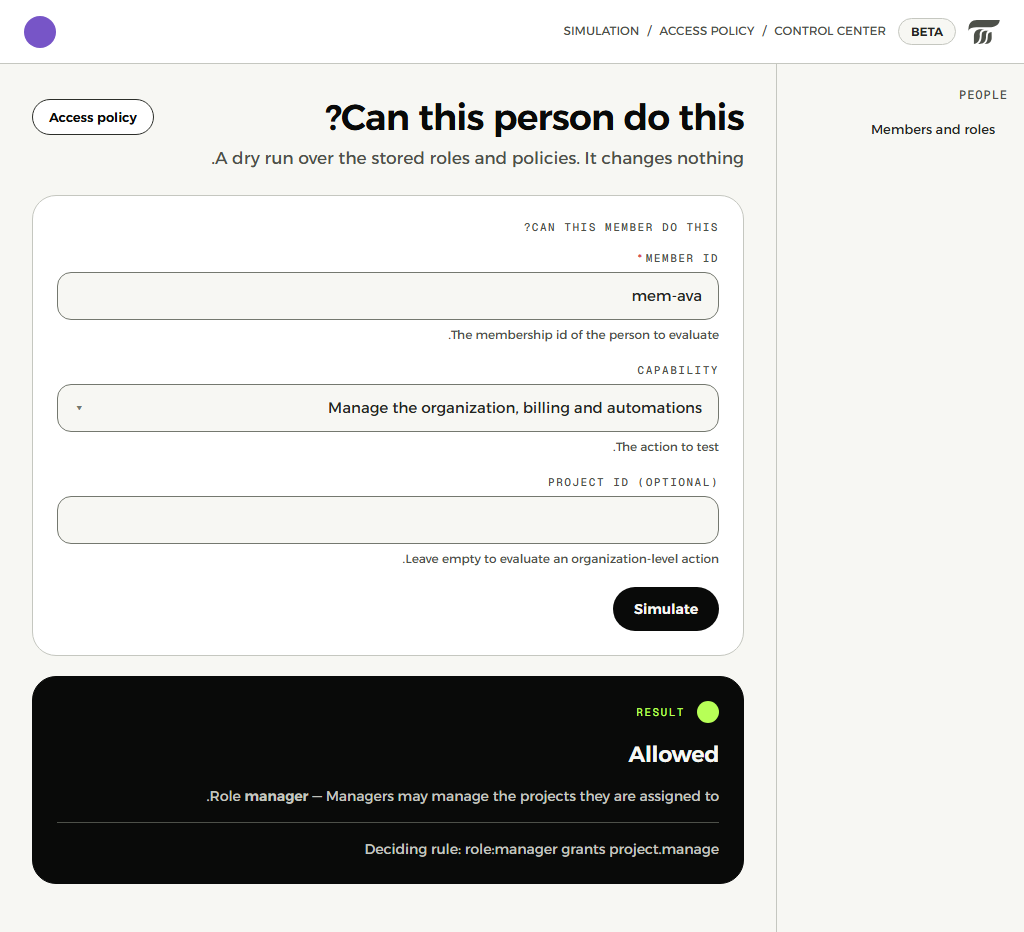 SIMULATION / ACCESS POLICY / CONTROL CENTER
BETA
PEOPLE
Members and roles
?Can this person do this
Access policy
.A dry run over the stored roles and policies. It changes nothing
?CAN THIS MEMBER DO THIS
*MEMBER ID
mem-ava
.The membership id of the person to evaluate
CAPABILITY
Manage the organization, billing and automations
.The action to test
PROJECT ID (OPTIONAL)
.Leave empty to evaluate an organization-level action
Simulate
RESULT
Allowed
.Role manager — Managers may manage the projects they are assigned to
Deciding rule: role:manager grants project.manage